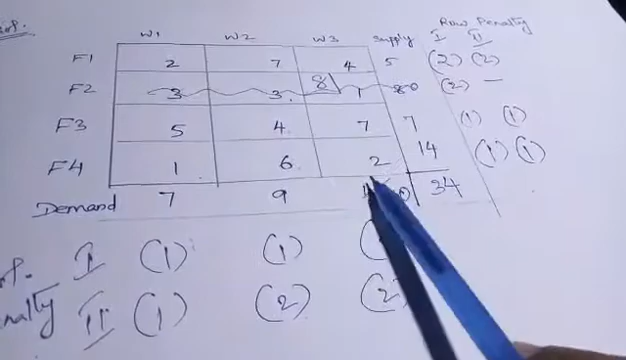 Row Penalty
W1 W2 W3 Supply I II
F1 2 7 4 5 (2) (2)
F2 3 3 8 1 80 (2) —
F3 5 4 7 7 (1) (1)
F4 1 6 2 14 (1) (1)
Demand 7 9 34
I (1) (1)
II (1) (2) (2)